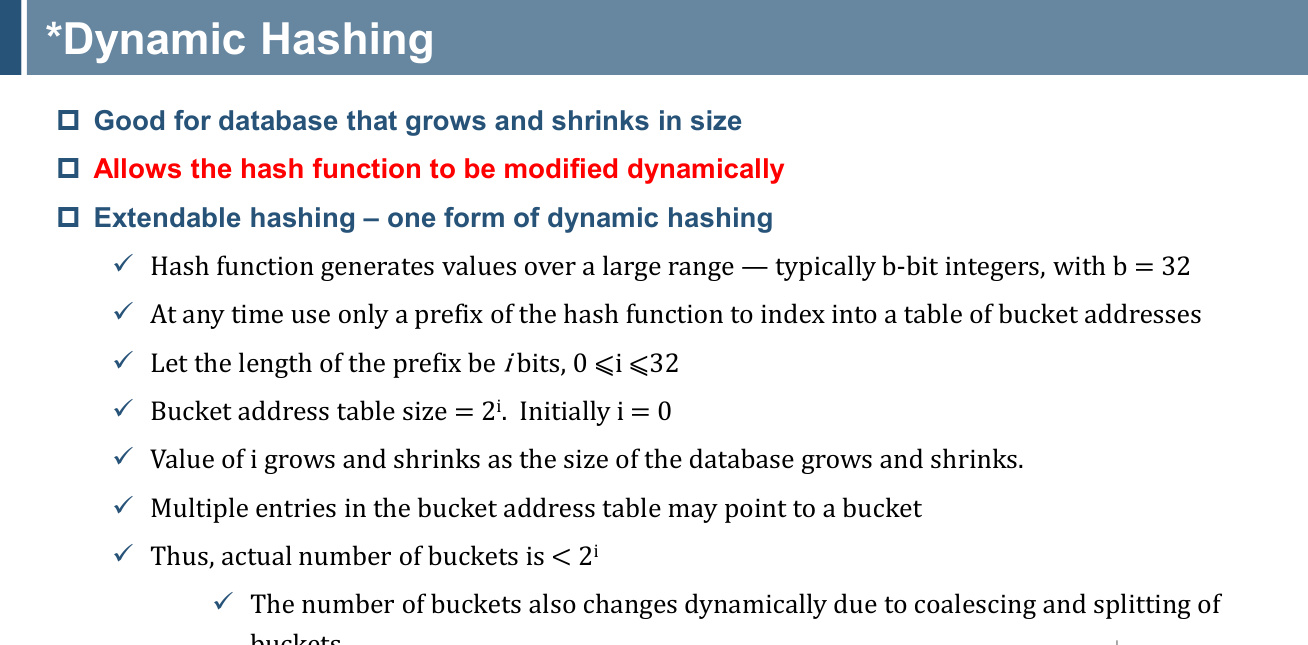 *Dynamic Hashing
Good for database that grows and shrinks in size
Allows the hash function to be modified dynamically
Extendable hashing – one form of dynamic hashing
Hash function generates values over a large range — typically b-bit integers, with b = 32
At any time use only a prefix of the hash function to index into a table of bucket addresses
Let the length of the prefix be i bits, 0 ⩽i ⩽32
Bucket address table size = 2ⁱ. Initially i = 0
Value of i grows and shrinks as the size of the database grows and shrinks.
Multiple entries in the bucket address table may point to a bucket
Thus, actual number of buckets is < 2ⁱ
The number of buckets also changes dynamically due to coalescing and splitting of
buckets